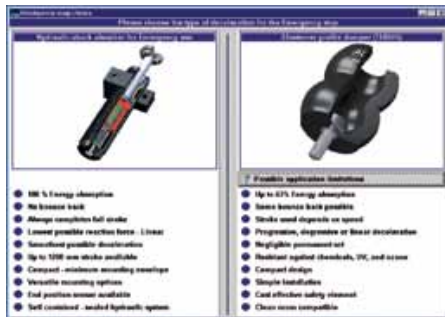 Please choose the type of deceleration for the Emergency stop
Hydraulic shock absorber for Emergency use
Elastomer profile damper (TUBUS)
? Possible application limitations
100 % Energy absorption
No bounce back
Always completes full stroke
Lowest possible reaction force - Linear
Smoothest possible deceleration
Up to 1200 mm stroke available
Compact - minimum mounting envelope
Versatile mounting options
End position sensor available
Self contained - sealed hydraulic system
Up to 63% Energy absorption
Some bounce back possible
Stroke used depends on speed
Progressive, degressive or linear deceleration
Negligible permanent set
Resistant against chemicals, UV, and ozone
Compact design
Simple installation
Cost effective safety element
Clean room compatible